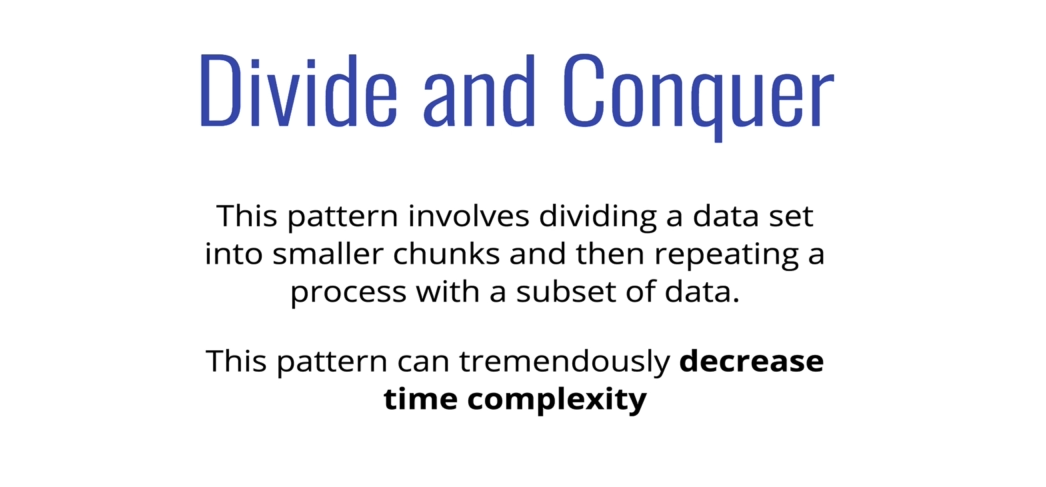 Divide and Conquer
This pattern involves dividing a data set
into smaller chunks and then repeating a
process with a subset of data.
This pattern can tremendously decrease
time complexity